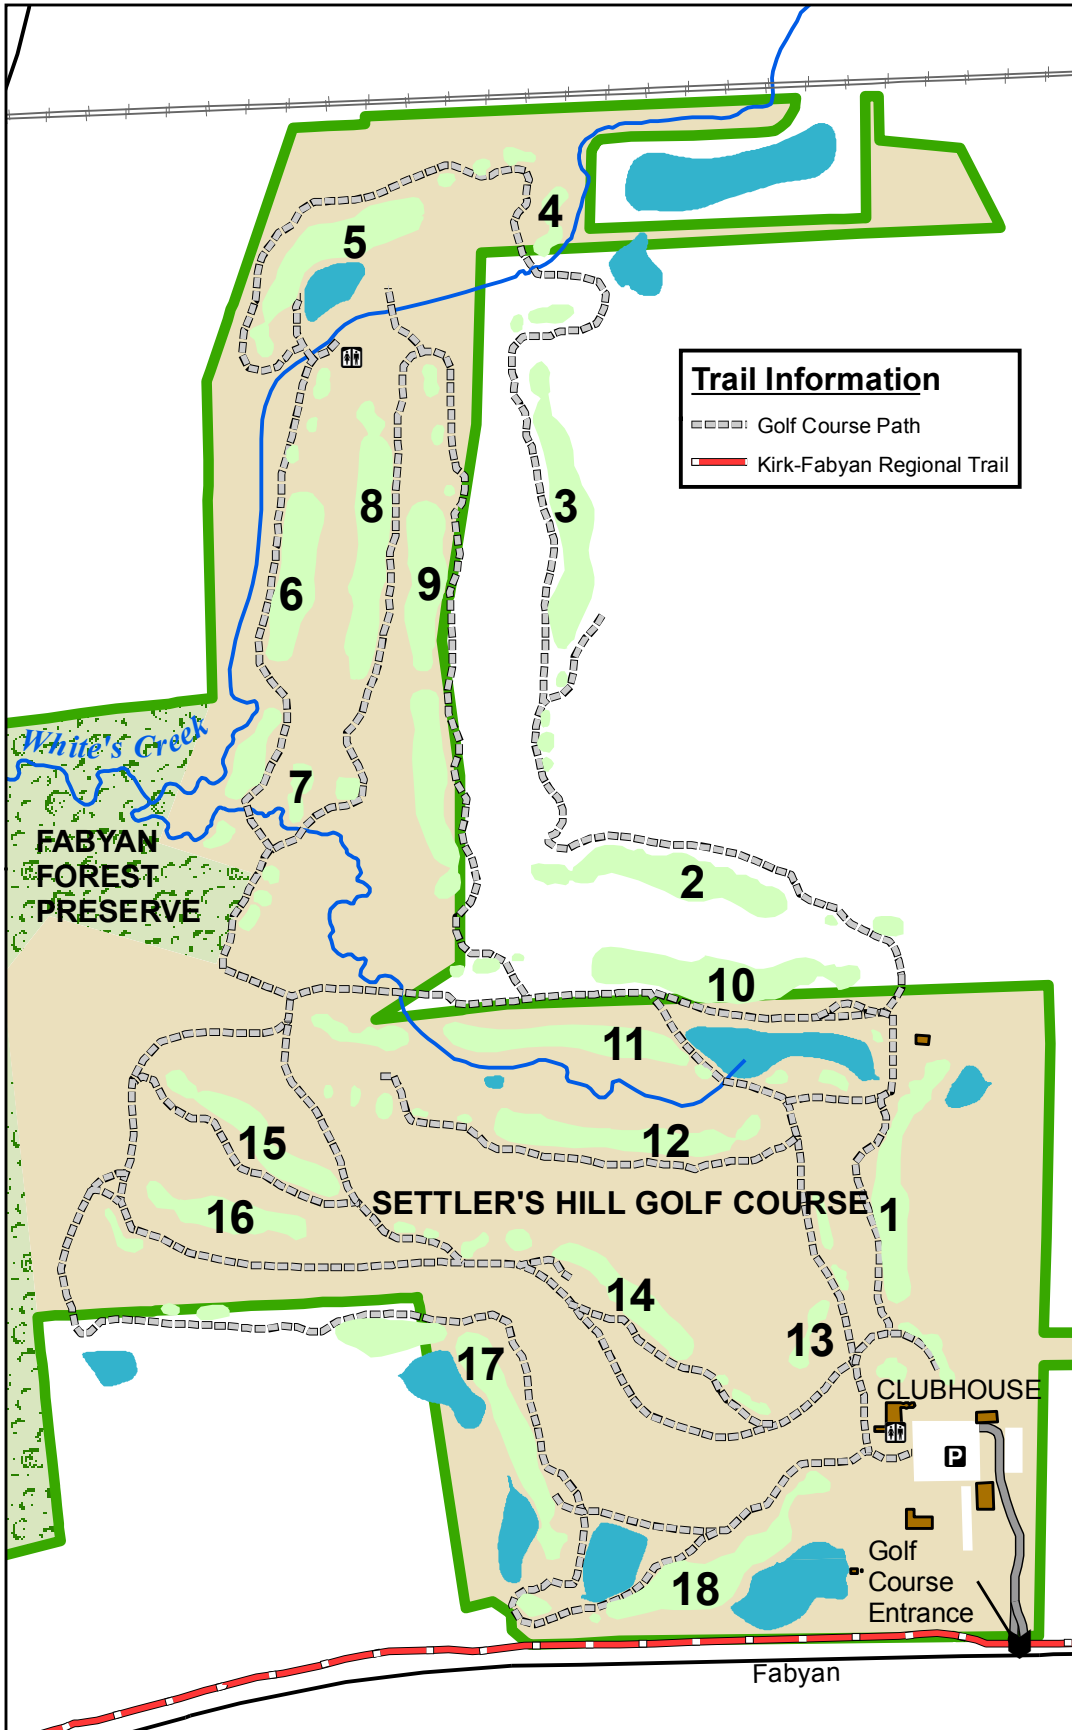 4
5
Trail Information
Golf Course Path
Kirk-Fabyan Regional Trail
3
8
9
6
White's Creek
7
FABYAN
FOREST
PRESERVE
2
10
11
12
15
SETTLER'S HILL GOLF COURSE
16
1
14
13
17
CLUBHOUSE
P
Golf
Course
Entrance
18
Fabyan